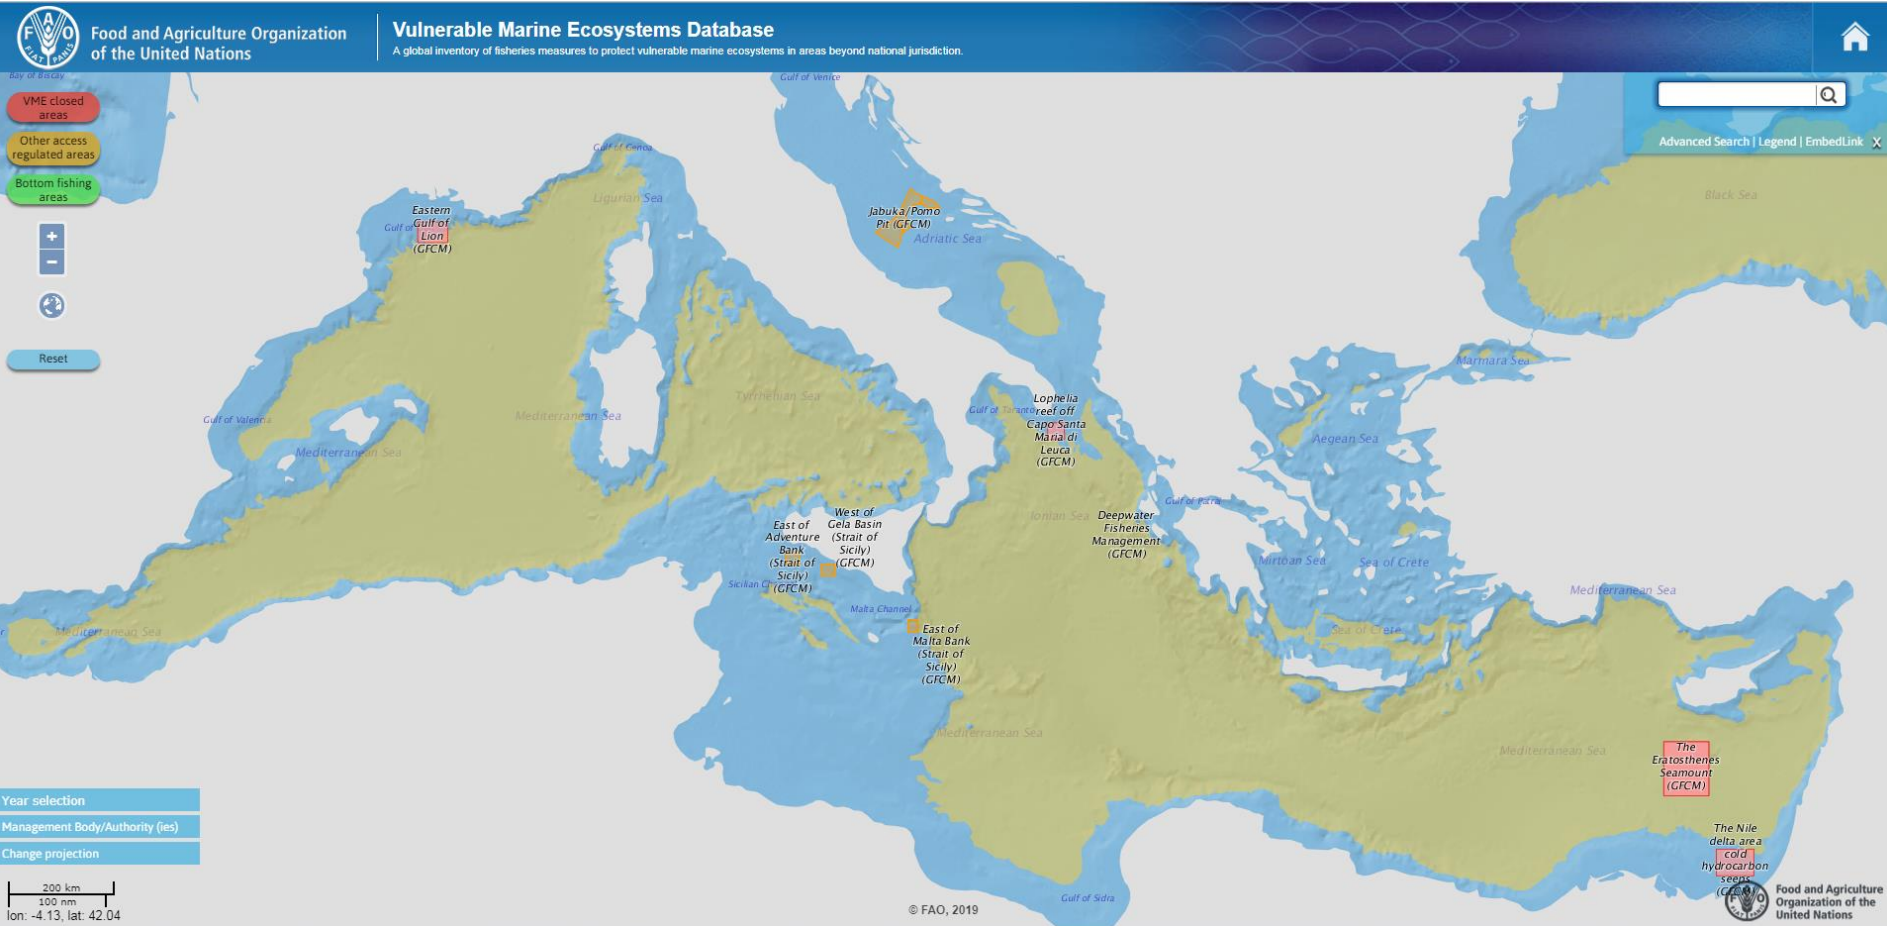 Food and Agriculture Organization
of the United Nations
Vulnerable Marine Ecosystems Database
A global inventory of fisheries measures to protect vulnerable marine ecosystems in areas beyond national jurisdiction.
Bay of Biscay
Gulf of Venice
VME closed
areas
Other access
regulated areas
Bottom fishing
areas
Advanced Search | Legend | EmbedLink X
+
−
Reset
Gulf of Genoa
Ligurian Sea
Black Sea
Eastern
Gulf of
Lion
(GFCM)
Gulf of
Jabuka/Pomo
Pit (GFCM)
Adriatic Sea
Marmara Sea
Tyrrhenian Sea
Gulf of Valencia
Mediterranean Sea
Mediterranean Sea
Gulf of Taranto
Lophelia
reef off
Capo Santa
Maria di
Leuca
(GFCM)
Aegean Sea
Gulf of Patrai
Ionian Sea
Deepwater
Fisheries
Management
(GFCM)
East of
Adventure
Bank
(Strait of
Sicily)
(GFCM)
West of
Gela Basin
(Strait of
Sicily)
(GFCM)
Sicilian
Malta Channel
Mirtoan Sea
Sea of Crete
Mediterranean Sea
Mediterranean Sea
Sea of Crete
East of
Malta Bank
(Strait of
Sicily)
(GFCM)
Mediterranean Sea
Mediterranean Sea
The
Eratosthenes
Seamount
(GFCM)
The Nile
delta area
cold
hydrocarbon
seeps
(GFCM)
Year selection
Management Body/Authority (ies)
Change projection
200 km
100 nm
lon: -4.13, lat: 42.04
Gulf of Sidra
© FAO, 2019
Food and Agriculture
Organization of the
United Nations